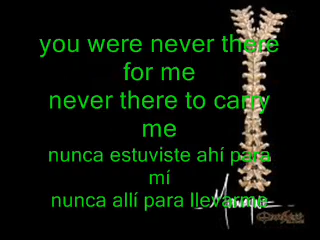 you were never there
for me
never there to carry
me
nunca estuviste ahí para
mí
nunca allí para llevarme